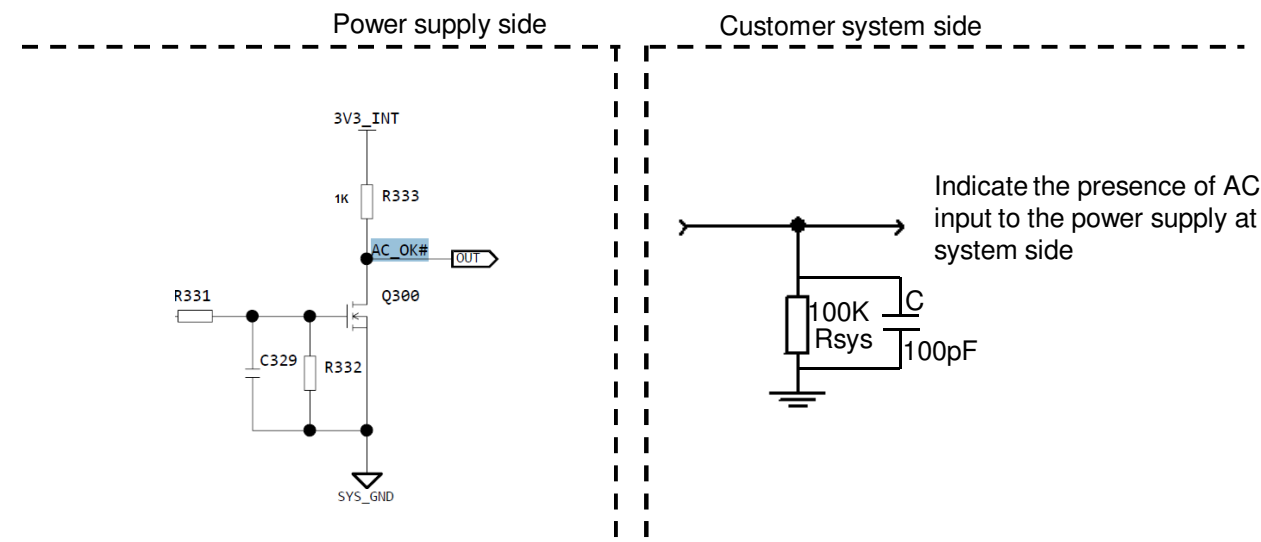 Power supply side
Customer system side
3V3_INT
1K
R333
AC_OK#
OUT
R331
Q300
C329
R332
SYS_GND
Indicate the presence of AC
input to the power supply at
system side
100K
Rsys
C
100pF